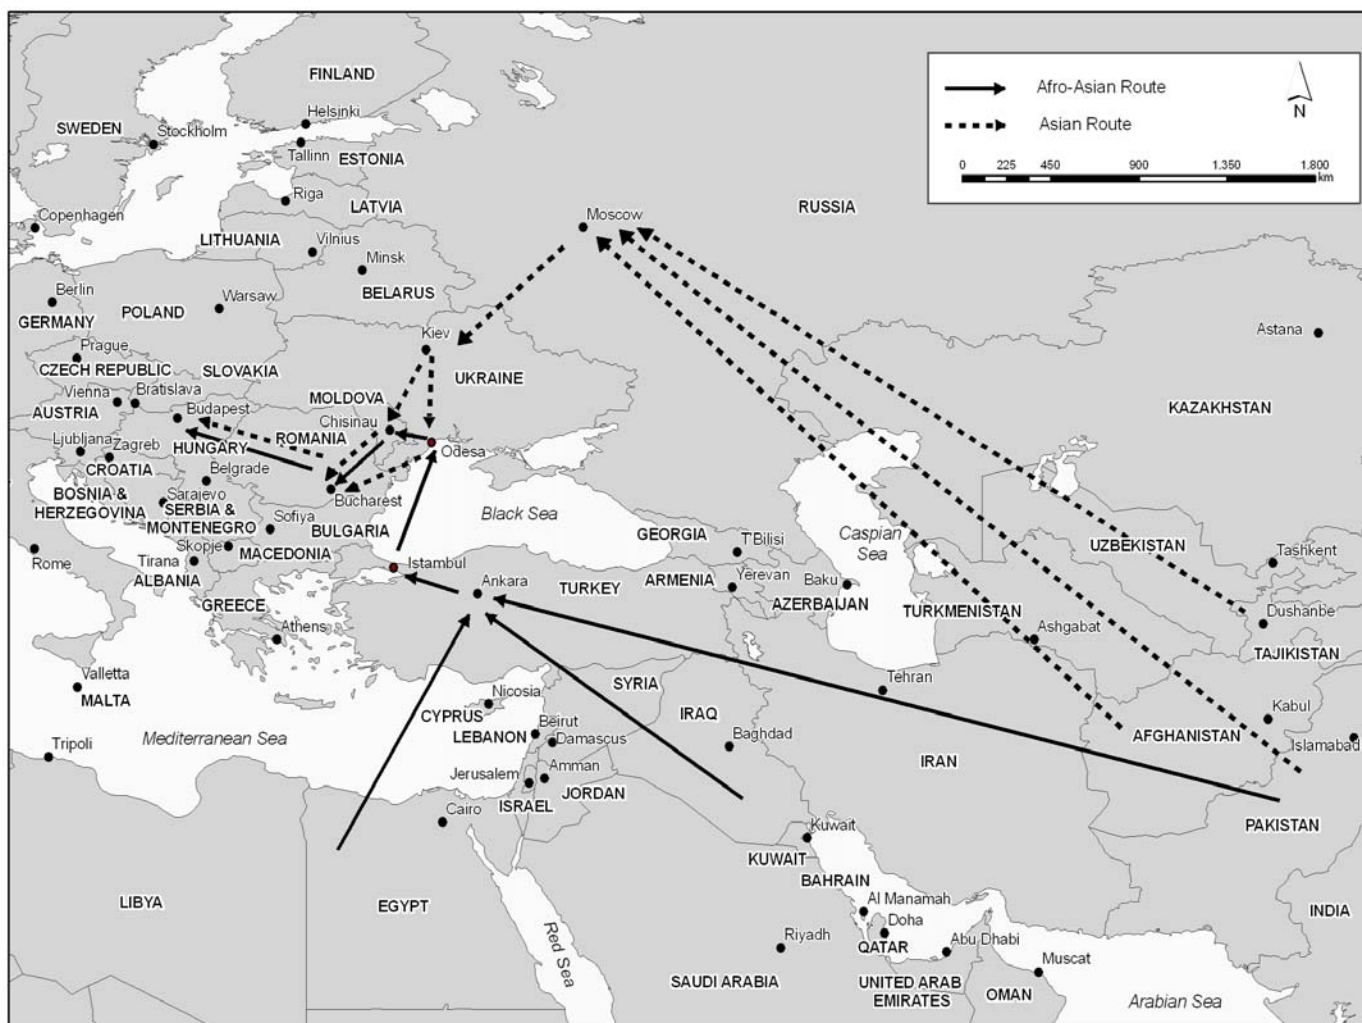 FINLAND
Helsinki
SWEDEN
Stockholm
Tallinn
ESTONIA
Riga
LATVIA
Copenhagen
LITHUANIA
Vilnius
Minsk
BELARUS
Moscow
RUSSIA
Afro-Asian Route
Asian Route
N
0 225 450 900 1.350 1.800
km
Berlin
GERMANY
POLAND
Warsaw
Kiev
Astana
Prague
CZECH REPUBLIC
SLOVAKIA
UKRAINE
Vienna
Bratislava
AUSTRIA
Budapest
MOLDOVA
Chisinau
KAZAKHSTAN
Ljubljana
Zagreb
HUNGARY
ROMANIA
Odesa
CROATIA
Belgrade
BOSNIA &
HERZEGOVINA
Sarajevo
SERBIA &
MONTENEGRO
Bucharest
Sofiya
BULGARIA
Black Sea
GEORGIA
T'Bilisi
Caspian
Sea
UZBEKISTAN
Tashkent
Rome
Skopje
MACEDONIA
Tirana
ALBANIA
Istambul
Ankara
TURKEY
ARMENIA
Yerevan
Baku
AZERBAIJAN
TURKMENISTAN
Dushanbe
GREECE
Athens
Ashgabat
TAJIKISTAN
Valletta
MALTA
Nicosia
CYPRUS
SYRIA
Tehran
IRAQ
Kabul
Mediterranean Sea
Tripoli
Beirut
LEBANON
Damascus
Baghdad
AFGHANISTAN
Islamabad
IRAN
Jerusalem
Amman
ISRAEL
JORDAN
Cairo
Kuwait
KUWAIT
PAKISTAN
BAHRAIN
Al Manamah
LIBYA
EGYPT
INDIA
Red Sea
Riyadh
Doha
QATAR
Abu Dhabi
Muscat
SAUDI ARABIA
UNITED ARAB
EMIRATES
OMAN
Arabian Sea